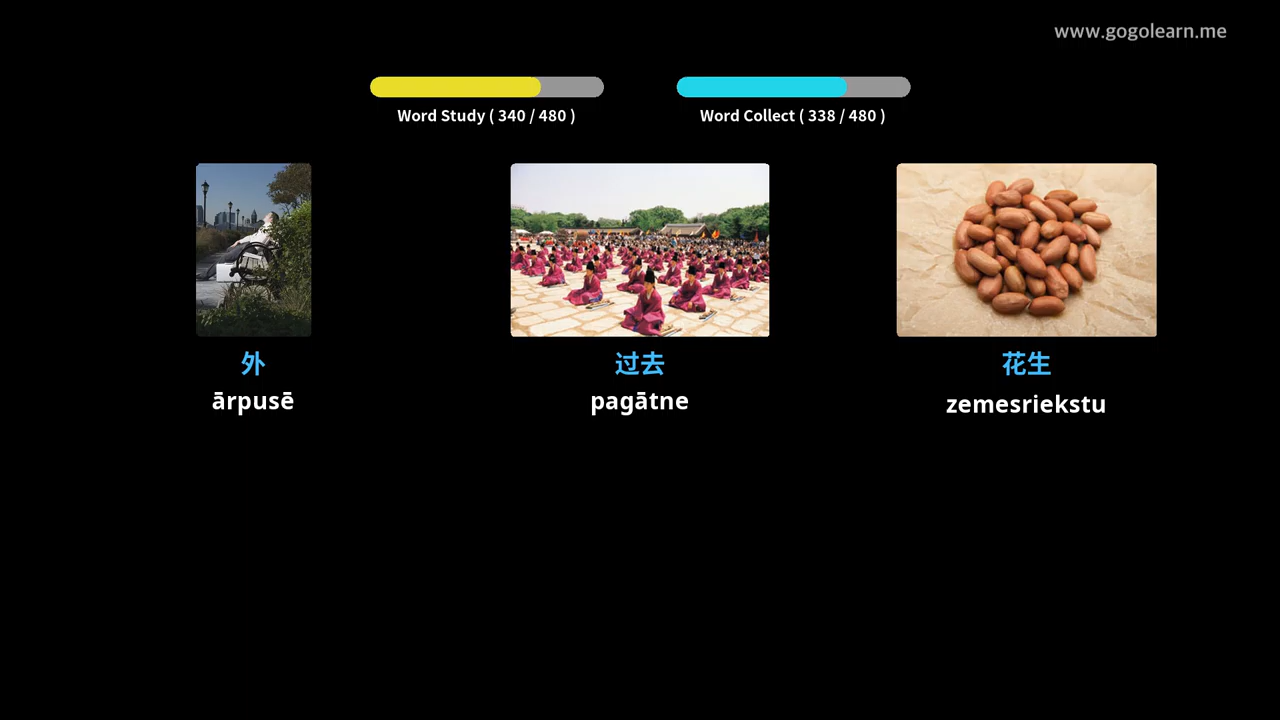 www.gogolearn.me
Word Study ( 340 / 480 )
Word Collect ( 338 / 480 )
外
过去
花生
ārpusē
pagātne
zemesriekstu